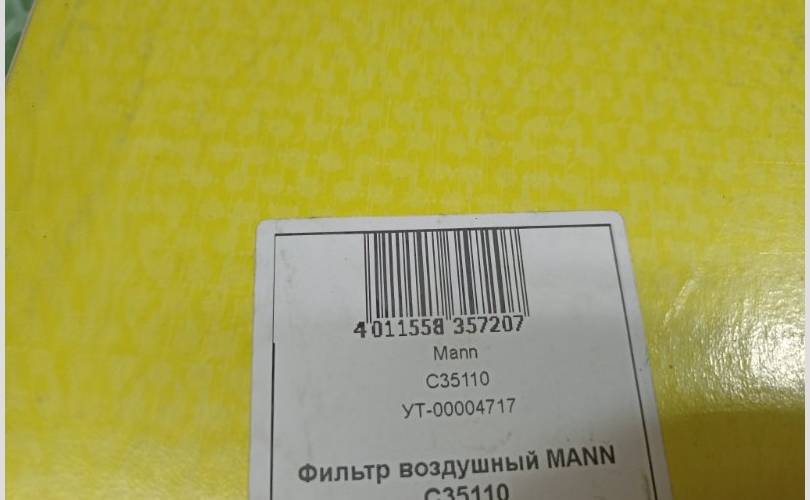 4 011558 357207
Mann
C35110
УТ-00004717
Фильтр воздушный MANN
C35110